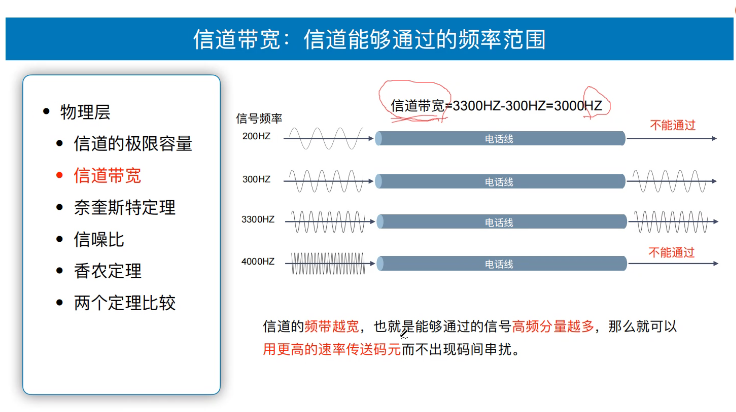 信道带宽：信道能够通过的频率范围
物理层
信道的极限容量
信道带宽
奈奎斯特定理
信噪比
香农定理
两个定理比较
信道带宽=3300HZ-300HZ=3000HZ
信号频率
200HZ
电话线
不能通过
300HZ
电话线
3300HZ
电话线
4000HZ
电话线
不能通过
信道的频带越宽，也就是能够通过的信号高频分量越多，那么就可以
用更高的速率传送码元而不出现码间串扰。